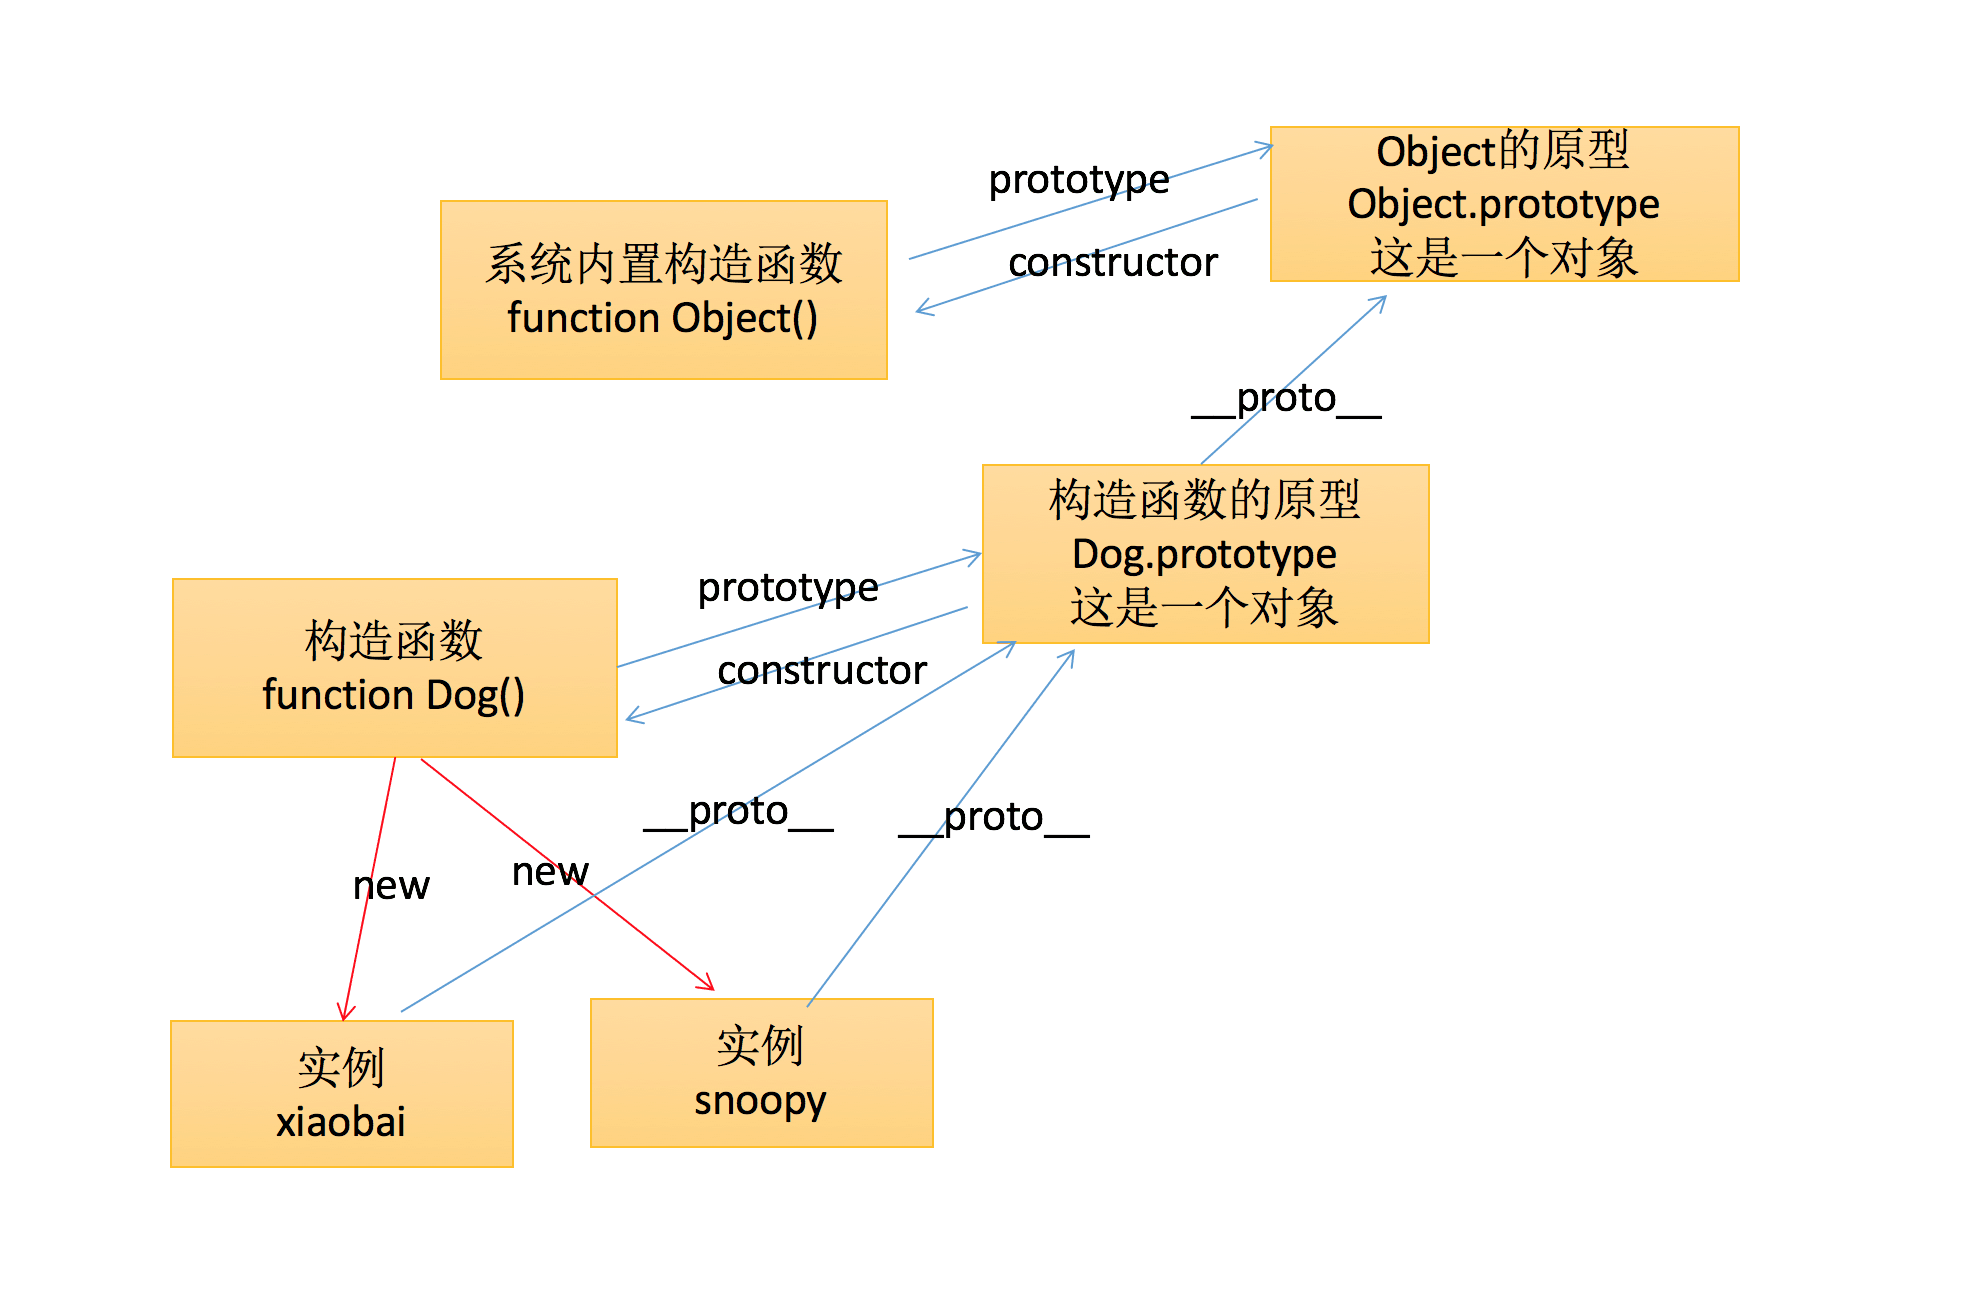 Object的原型
Object.prototype
这是一个对象
prototype
constructor
系统内置构造函数
function Object()
__proto__
构造函数的原型
Dog.prototype
这是一个对象
prototype
constructor
构造函数
function Dog()
__proto__
__proto__
new
new
实例
xiaobai
实例
snoopy